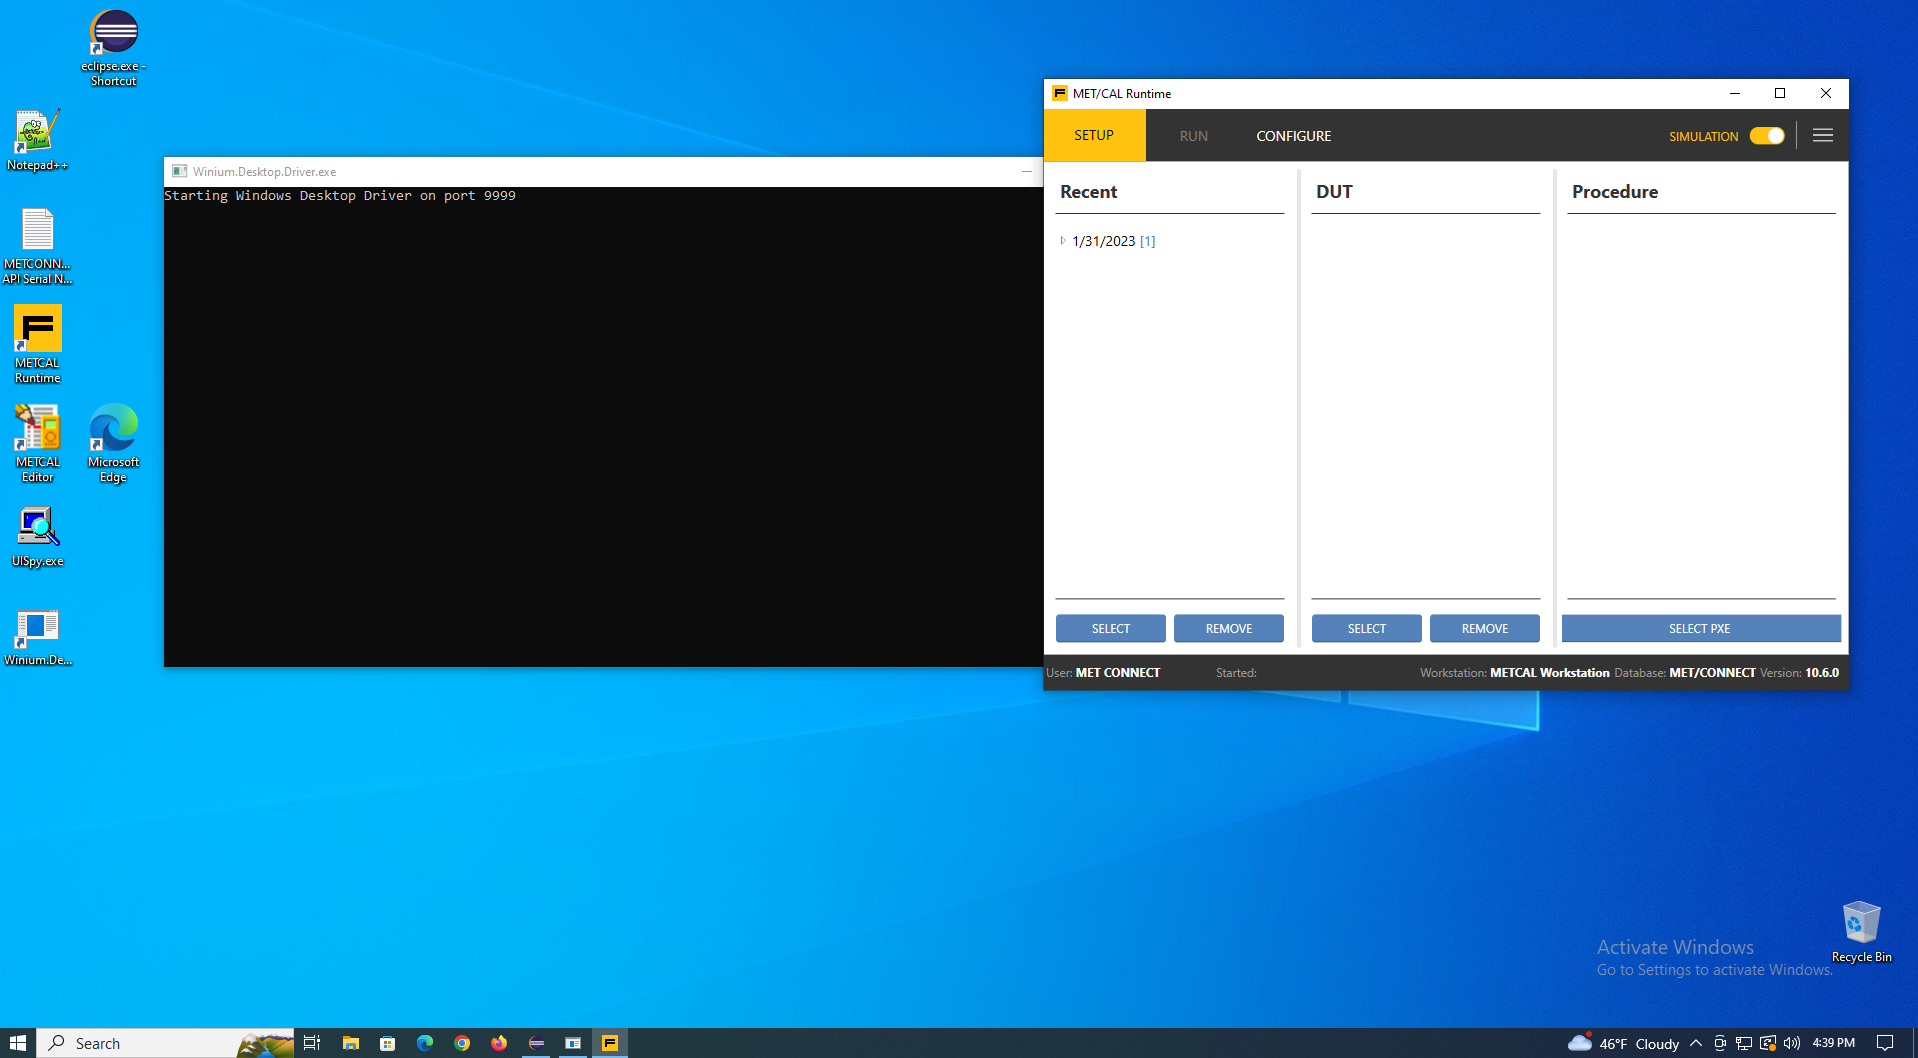 eclipse.exe -
Shortcut
Notepad++
METCONN...
API Serial N...
METCAL
Runtime
METCAL
Editor
Microsoft
Edge
UISpy.exe
Winium.De...
Winium.Desktop.Driver.exe
Starting Windows Desktop Driver on port 9999
MET/CAL Runtime
SETUP
RUN
CONFIGURE
SIMULATION
Recent
DUT
Procedure
1/31/2023 [1]
SELECT
REMOVE
SELECT
REMOVE
SELECT PXE
User: MET CONNECT
Started:
Workstation: METCAL Workstation Database: MET/CONNECT Version: 10.6.0
Activate Windows
Go to Settings to activate Windows.
Recycle Bin
Search
46°F Cloudy
4:39 PM